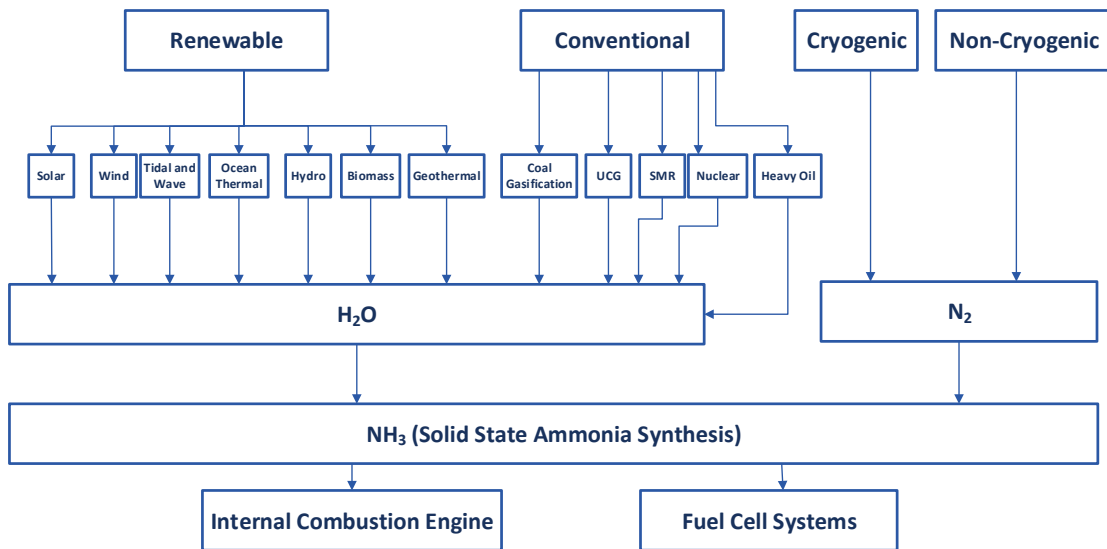 Renewable
Conventional
Cryogenic
Non-Cryogenic
Solar
Wind
Tidal and
Wave
Ocean
Thermal
Hydro
Biomass
Geothermal
Coal
Gasification
UCG
SMR
Nuclear
Heavy Oil
H₂O
N₂
NH₃ (Solid State Ammonia Synthesis)
Internal Combustion Engine
Fuel Cell Systems